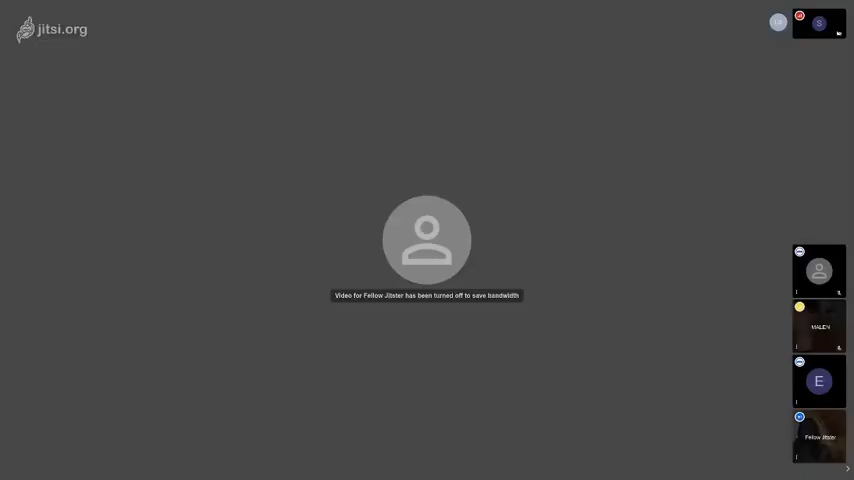 jitsi.org
S
Video for Fellow Jitster has been turned off to save bandwidth
MALEN
E
Fellow Jitster